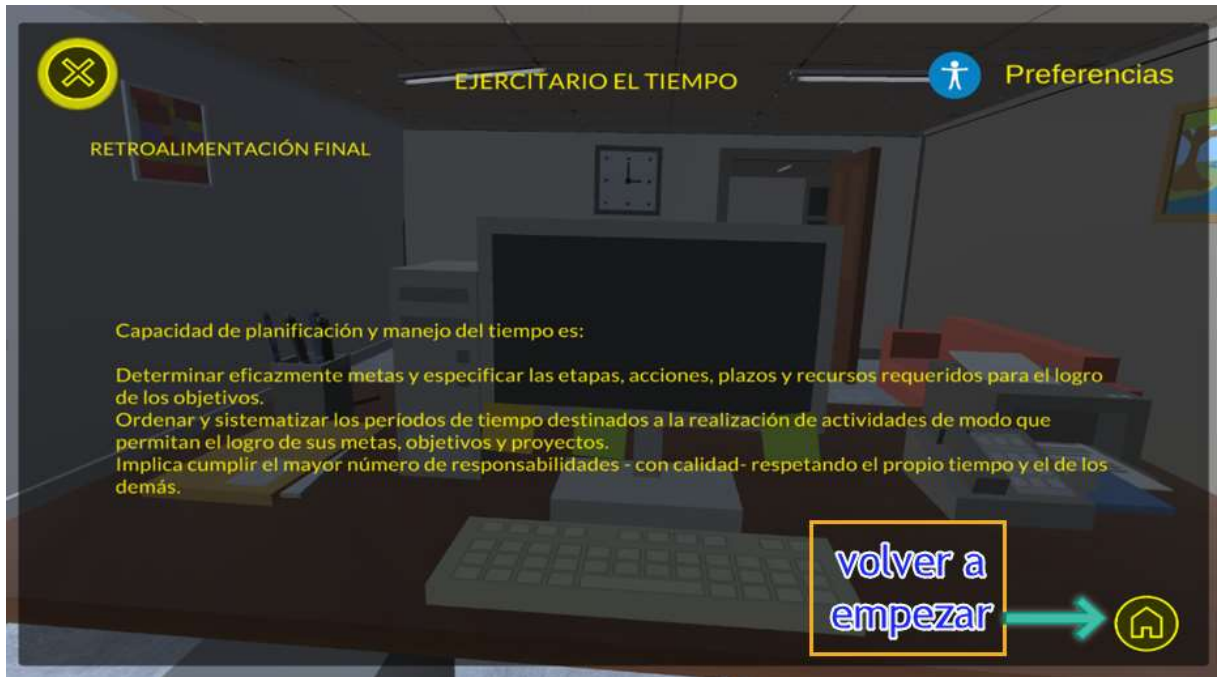 EJERCITARIO EL TIEMPO
Preferencias
RETROALIMENTACIÓN FINAL
Capacidad de planificación y manejo del tiempo es:
Determinar eficazmente metas y especificar las etapas, acciones, plazos y recursos requeridos para el logro
de los objetivos.
Ordenar y sistematizar los períodos de tiempo destinados a la realización de actividades de modo que
permitan el logro de sus metas, objetivos y proyectos.
Implica cumplir el mayor número de responsabilidades - con calidad- respetando el propio tiempo y el de los
demás.
volver a
empezar